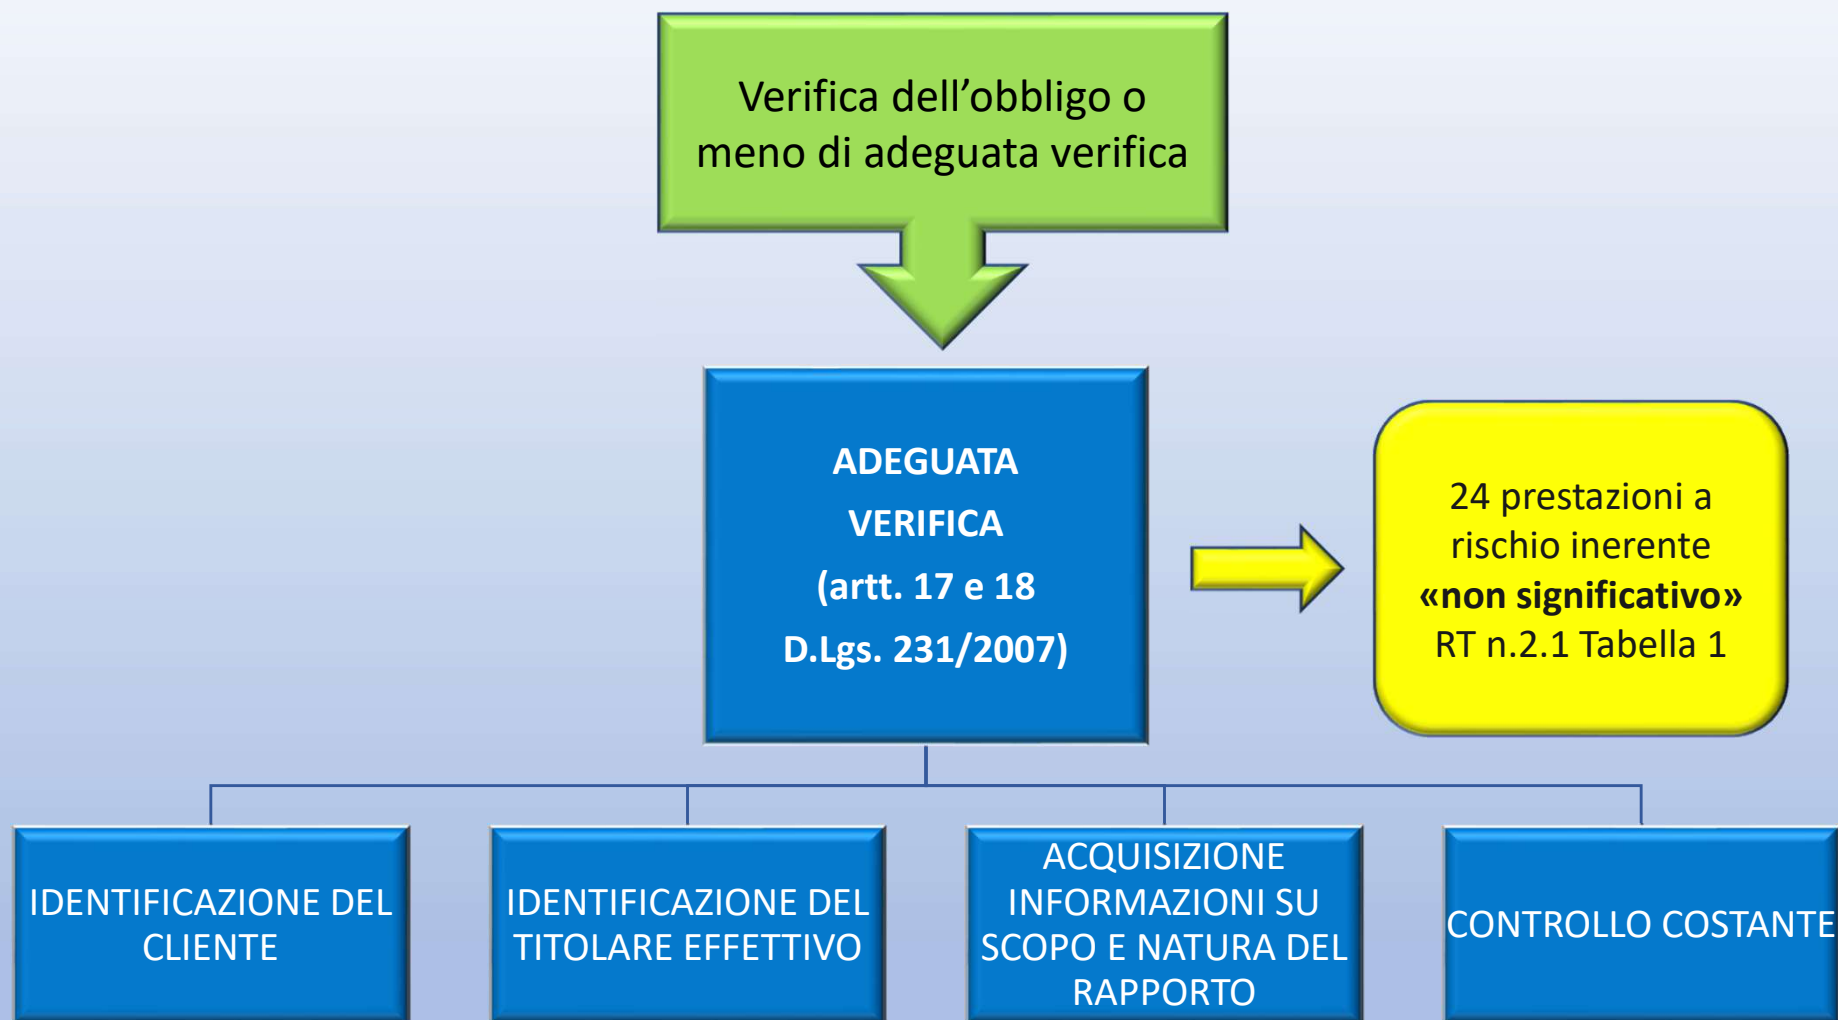 Verifica dell’obbligo o
meno di adeguata verifica
ADEGUATA
VERIFICA
(artt. 17 e 18
D.Lgs. 231/2007)
24 prestazioni a
rischio inerente
«non significativo»
RT n.2.1 Tabella 1
IDENTIFICAZIONE DEL
CLIENTE
IDENTIFICAZIONE DEL
TITOLARE EFFETTIVO
ACQUISIZIONE
INFORMAZIONI SU
SCOPO E NATURA DEL
RAPPORTO
CONTROLLO COSTANTE